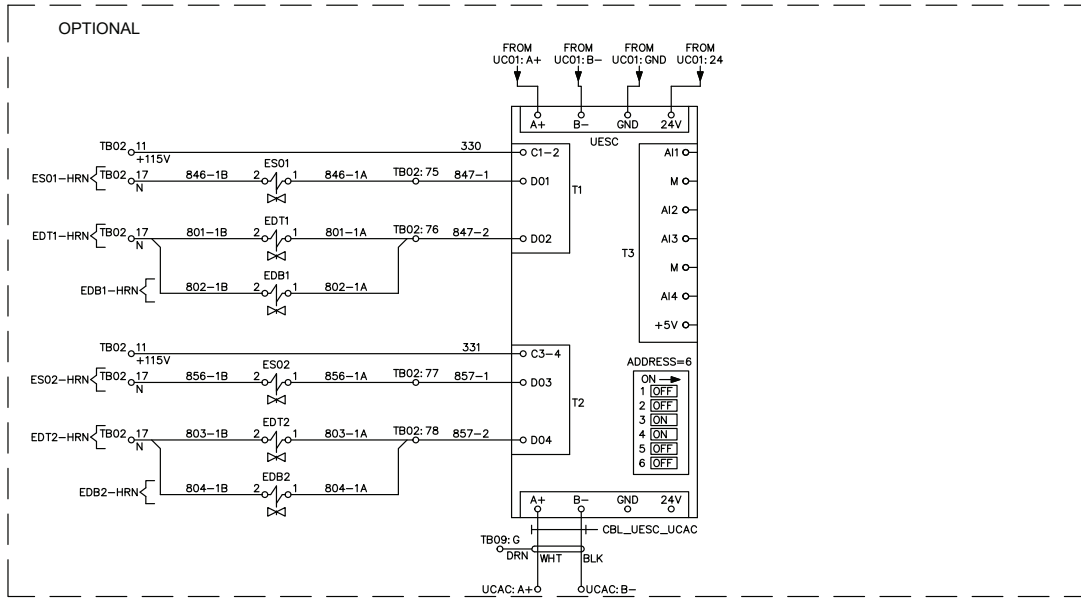 OPTIONAL
FROM FROM FROM FROM
UC01: A+ UC01: B− UC01: GND UC01: 24
A+ B− GND 24V
UESC
TB02 11 330 C1−2 AI1
+115V
ES01
ES01−HRN TB02 17 846−1B 2 1 846−1A TB02: 75 847−1 D01 T1 M
N
AI2
EDT1
EDT1−HRN TB02 17 801−1B 2 1 801−1A TB02: 76 847−2 D02 AI3
N
T3
EDB1 M
EDB1−HRN 802−1B 2 1 802−1A AI4
+5V
TB02 11 331 C3−4
+115V ADDRESS=6
ES02
ES02−HRN TB02 17 856−1B 2 1 856−1A TB02: 77 857−1 D03 ON
N
1 OFF
T2 2 OFF
3 ON
EDT2
EDT2−HRN TB02 17 803−1B 2 1 803−1A TB02: 78 857−2 D04 4 ON
N
5 OFF
6 OFF
EDB2
EDB2−HRN 804−1B 2 1 804−1A
A+ B− GND 24V
CBL_UESC_UCAC
TB09: G
DRN WHT BLK
UCAC: A+ UCAC: B−